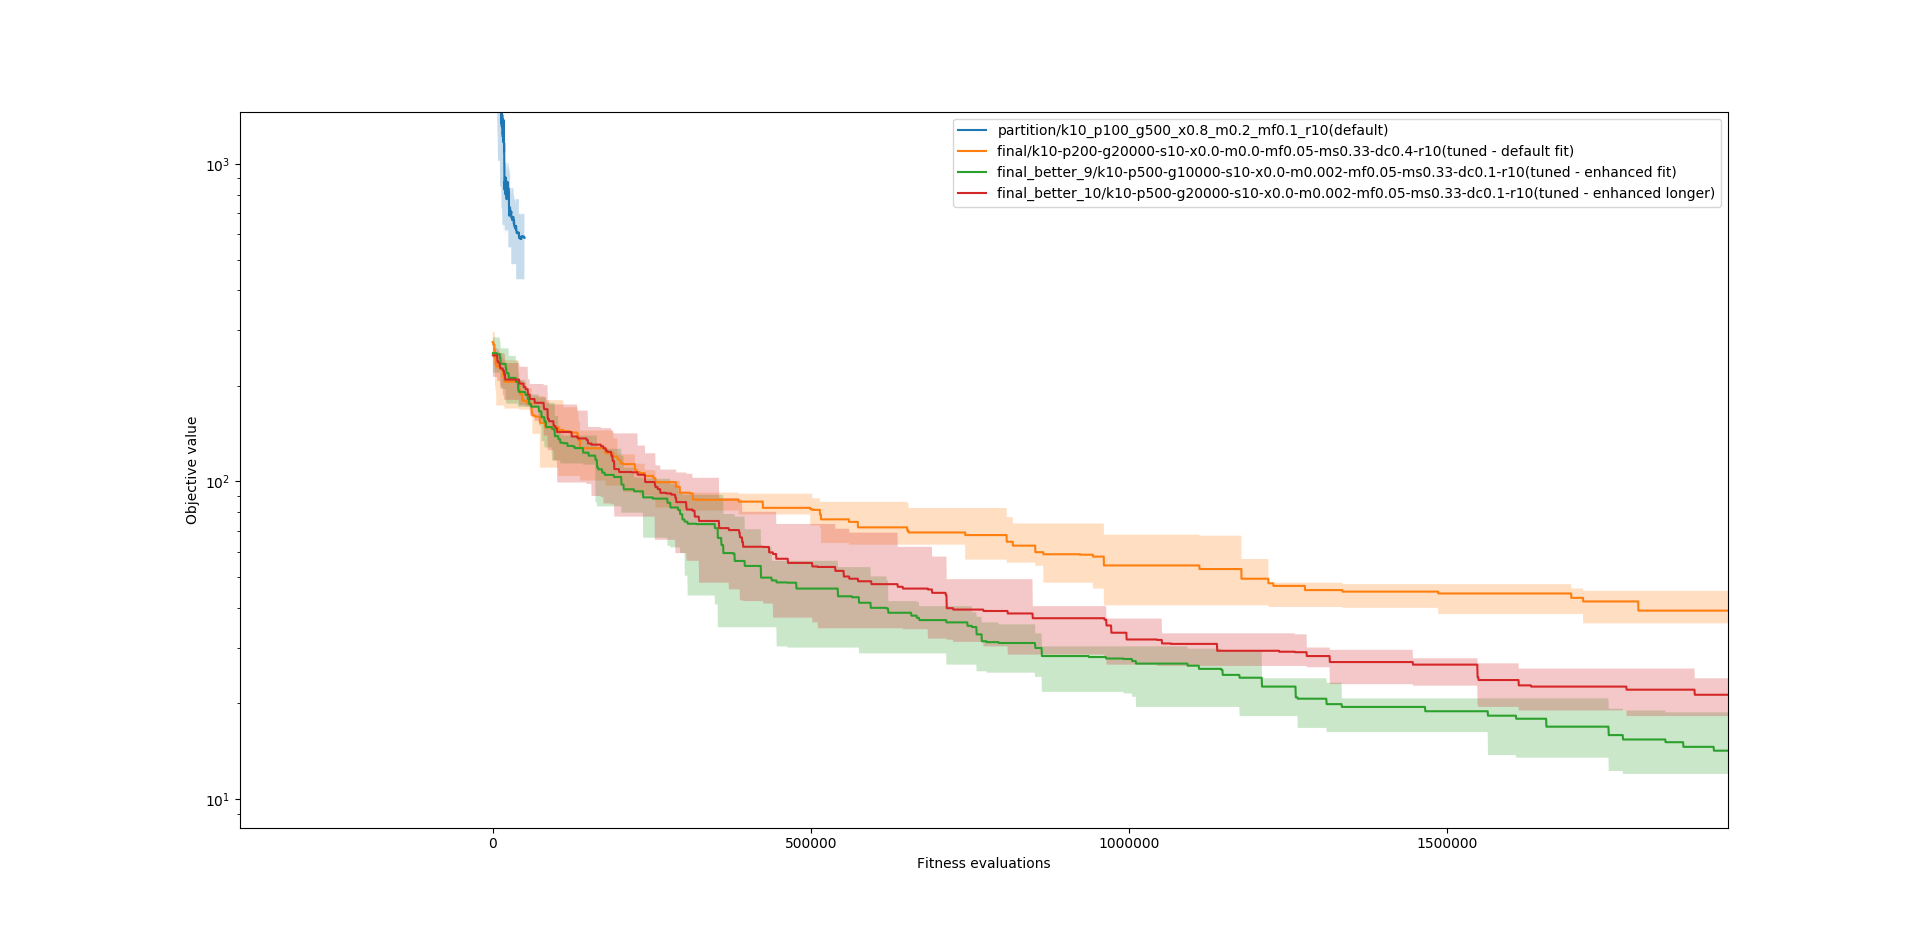 partition/k10_p100_g500_x0.8_m0.2_mf0.1_r10(default)
final/k10-p200-g20000-s10-x0.0-m0.0-mf0.05-ms0.33-dc0.4-r10(tuned - default fit)
final_better_9/k10-p500-g10000-s10-x0.0-m0.002-mf0.05-ms0.33-dc0.1-r10(tuned - enhanced fit)
final_better_10/k10-p500-g20000-s10-x0.0-m0.002-mf0.05-ms0.33-dc0.1-r10(tuned - enhanced longer)
10³
10²
10¹
Objective value
0 500000 1000000 1500000
Fitness evaluations